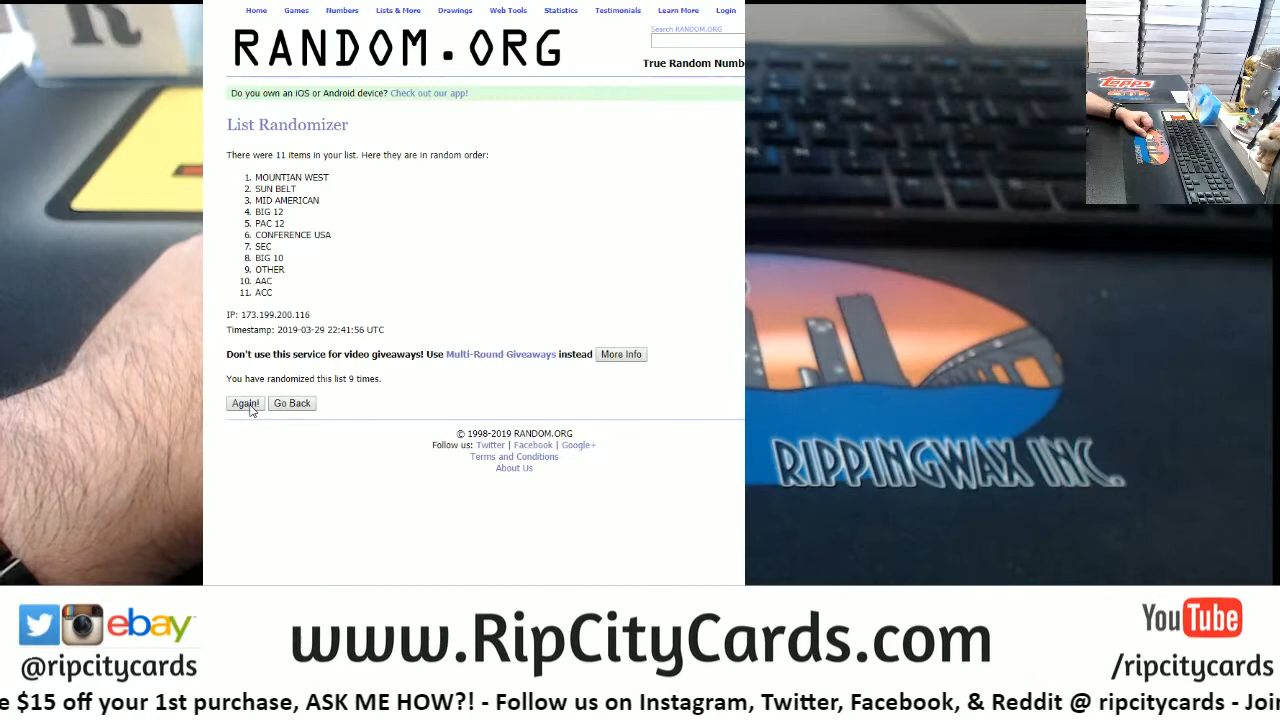 Home Games Numbers Lists & More Drawings Web Tools Statistics Testimonials Learn More Login
RANDOM.ORG
Search RANDOM.ORG
True Random Numb
Do you own an iOS or Android device? Check out our app!
List Randomizer
There were 11 items in your list. Here they are in random order:
1. MOUNTIAN WEST
2. SUN BELT
3. MID AMERICAN
4. BIG 12
5. PAC 12
6. CONFERENCE USA
7. SEC
8. BIG 10
9. OTHER
10. AAC
11. ACC
IP: 173.199.200.116
Timestamp: 2019-03-29 22:41:56 UTC
Don't use this service for video giveaways! Use Multi-Round Giveaways instead More Info
You have randomized this list 9 times.
Again! Go Back
© 1998-2019 RANDOM.ORG
Follow us: Twitter | Facebook | Google+
Terms and Conditions
About Us
R
topps
RIPPINGWAX INC.
ebay
@ripcitycards
www.RipCityCards.com
YouTube
/ripcitycards
e $15 off your 1st purchase, ASK ME HOW?! - Follow us on Instagram, Twitter, Facebook, & Reddit @ ripcitycards - Joi